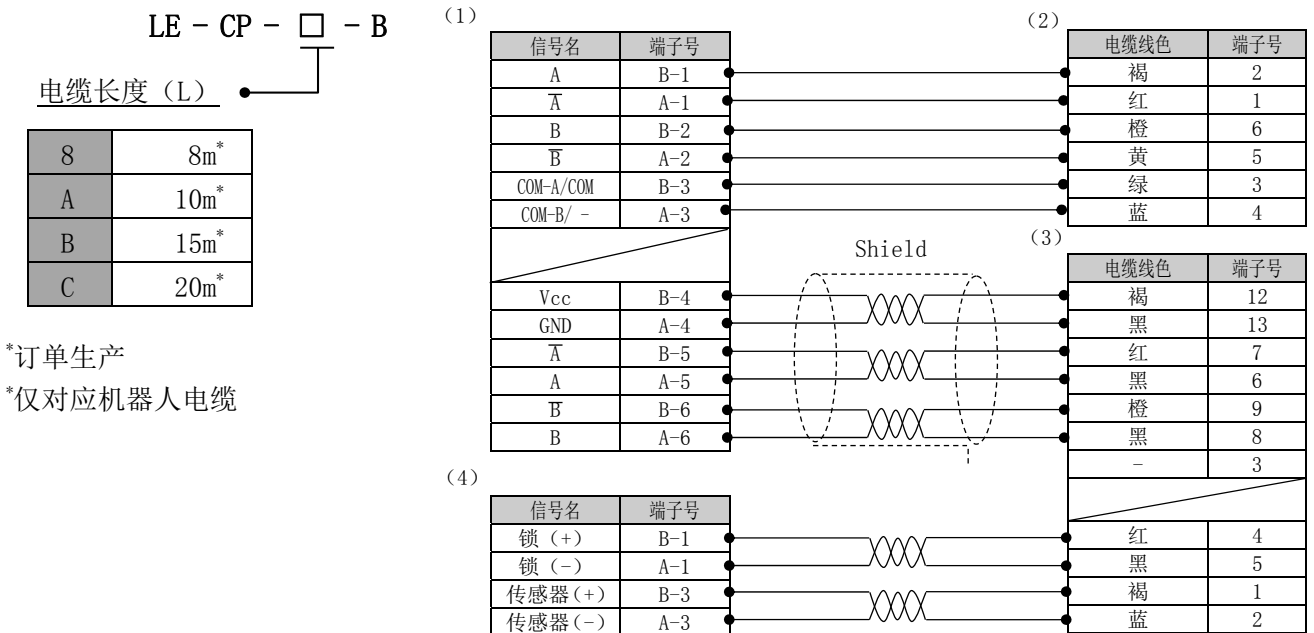 LE － CP － □ － B
电缆长度（L）
8 8m*
A 10m*
B 15m*
C 20m*
*订单生产
*仅对应机器人电缆
（1）
信号名 端子号
A B-1
A̅ A-1
B B-2
B̅ A-2
COM-A/COM B-3
COM-B/ - A-3
Vcc B-4
GND A-4
A̅ B-5
A A-5
B̅ B-6
B A-6
Shield
（2）
电缆线色 端子号
褐 2
红 1
橙 6
黄 5
绿 3
蓝 4
（3）
电缆线色 端子号
褐 12
黑 13
红 7
黑 6
橙 9
黑 8
- 3
红 4
黑 5
褐 1
蓝 2
（4）
信号名 端子号
锁（+） B-1
锁（-） A-1
传感器(+) B-3
传感器(-) A-3